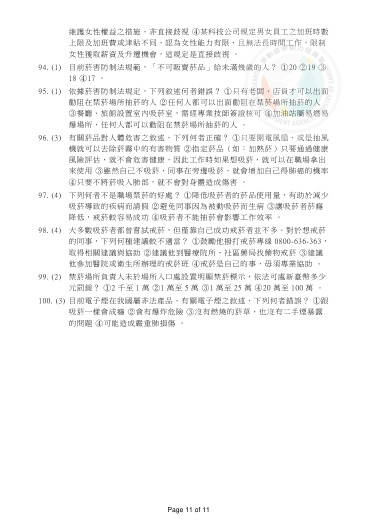 維護女性權益之措施，非直接歧視 ④某科技公司規定男女員工之加班時數
上限及加班費或津貼不同，認為女性能力有限，且無法長時間工作，限制
女性獲取薪資及升遷機會，這規定是直接歧視 。
94. (1) 目前菸害防制法規範，「不可販賣菸品」給未滿幾歲的人？ ①20 ②19 ③
18 ④17 。
95. (1) 依據菸害防制法規定，下列敘述何者錯誤？ ①只有老闆、店員才可以出面
勸阻在禁菸場所抽菸的人 ②任何人都可以出面勸阻在禁菸場所抽菸的人
③餐廳、旅館設置室內吸菸室，需經專業技師簽證核可 ④加油站屬易燃易
爆場所，任何人都可以勸阻在禁菸場所抽菸的人 。
96. (3) 有關菸品對人體危害之敘述，下列何者正確？ ①只要開電風扇、或是抽風
機就可以去除菸霧中的有害物質 ②指定菸品（如：加熱菸）只要通過健康
風險評估，就不會危害健康，因此工作時如果想吸菸，就可以在職場拿出
來使用 ③雖然自己不吸菸，同事在旁邊吸菸，就會增加自己得肺癌的機率
④只要不將菸吸入肺部，就不會對身體造成傷害 。
97. (4) 下列何者不是職場禁菸的好處？ ①降低吸菸者的菸品使用量，有助於減少
吸菸導致的疾病而請假 ②避免同事因為被動吸菸而生病 ③讓吸菸者菸癮
降低，戒菸較容易成功 ④吸菸者不能抽菸會影響工作效率 。
98. (4) 大多數吸菸者都嘗試戒菸，但僅靠自己成功戒菸者並不多，對於想戒菸
的同事，下列何種建議較不適當？ ①鼓勵他撥打戒菸專線 0800-636-363，
取得相關建議與協助 ②建議他到醫療院所、社區藥局找藥物戒菸 ③建議
他參加醫院或衛生所辦理的戒菸班 ④戒菸是自己的事，毋須專業協助 。
99. (2) 禁菸場所負責人未於場所入口處設置明顯禁菸標示，依法可處新臺幣多少
元罰鍰？ ①2 千至 1 萬 ②1 萬至 5 萬 ③1 萬至 25 萬 ④20 萬至 100 萬 。
100. (3) 目前電子煙在我國屬非法產品，有關電子煙之敘述，下列何者錯誤？ ①跟
吸菸一樣會成癮 ②會有爆炸危險 ③沒有燃燒的菸草，也沒有二手煙暴露
的問題 ④可能造成嚴重肺損傷 。
Page 11 of 11